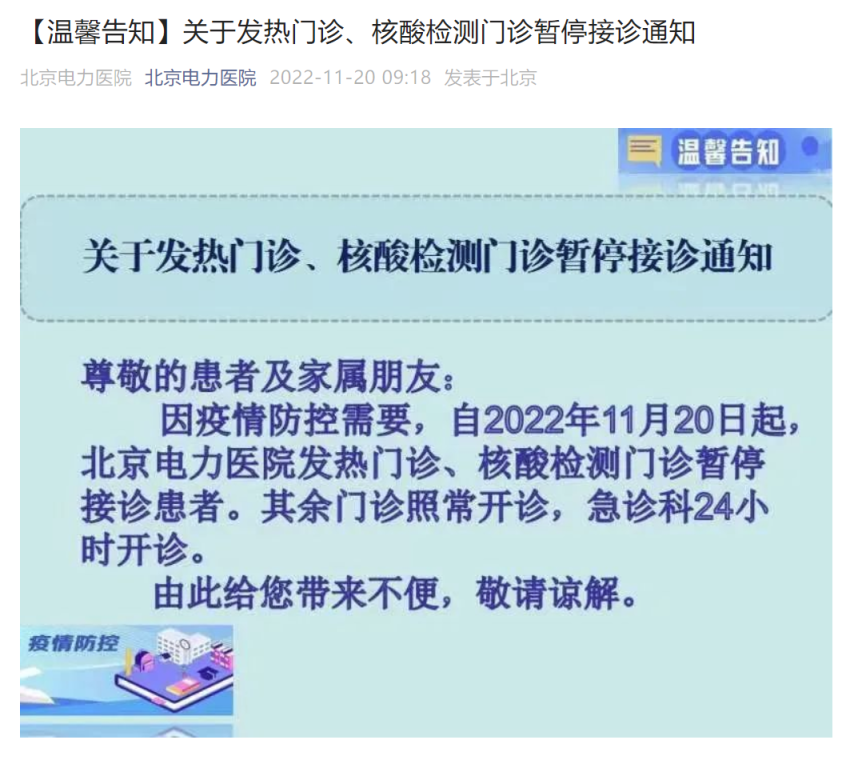 【温馨告知】关于发热门诊、核酸检测门诊暂停接诊通知
北京电力医院 北京电力医院 2022-11-20 09:18 发表于北京
温馨告知
关于发热门诊、核酸检测门诊暂停接诊通知
尊敬的患者及家属朋友：
因疫情防控需要，自2022年11月20日起，
北京电力医院发热门诊、核酸检测门诊暂停
接诊患者。其余门诊照常开诊，急诊科24小
时开诊。
由此给您带来不便，敬请谅解。
疫情防控